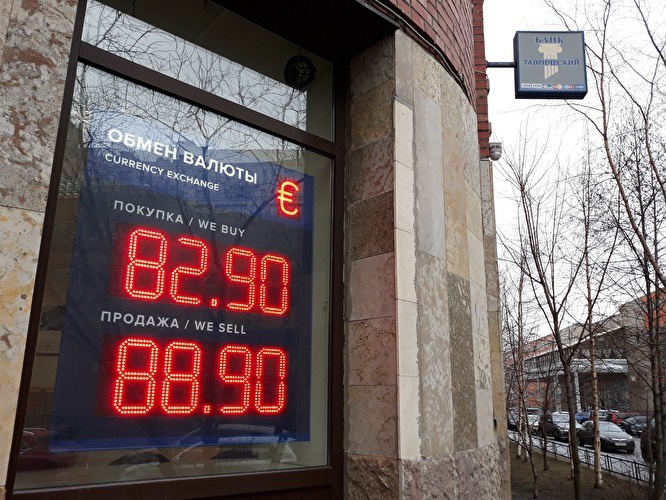 ОБМЕН ВАЛЮТЫ
CURRENCY EXCHANGE
€
ПОКУПКА / WE BUY
82.90
ПРОДАЖА / WE SELL
88.90
БАНК
ТАВРИЧЕСКИЙ